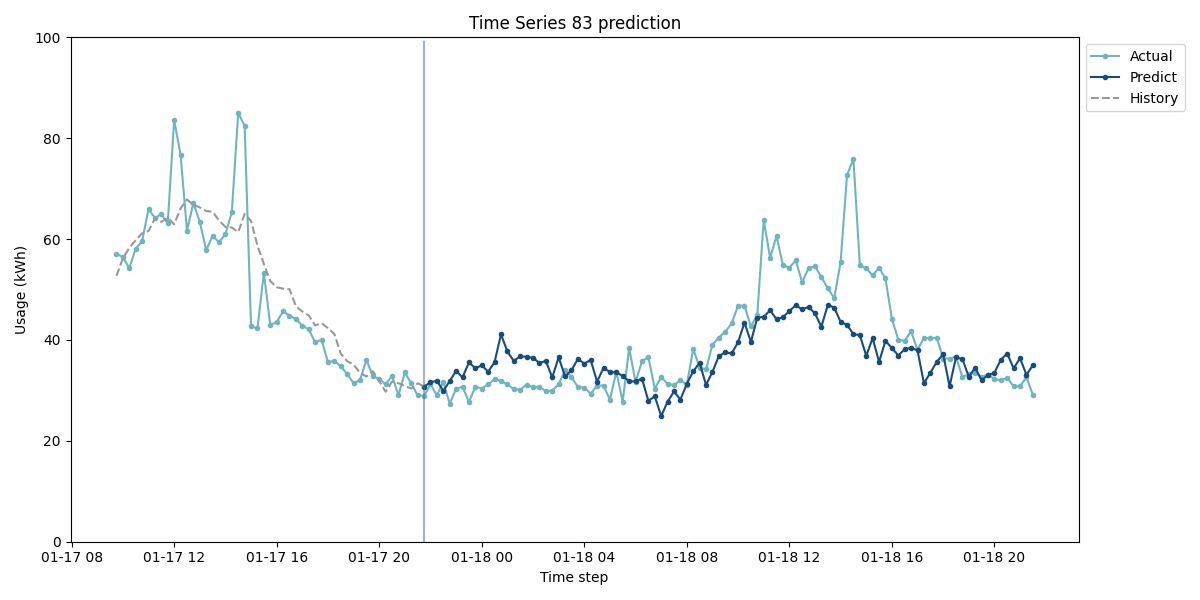 Time Series 83 prediction
Usage (kWh)
100
80
60
40
20
0
01-17 08 01-17 12 01-17 16 01-17 20 01-18 00 01-18 04 01-18 08 01-18 12 01-18 16 01-18 20
Time step
Actual
Predict
History